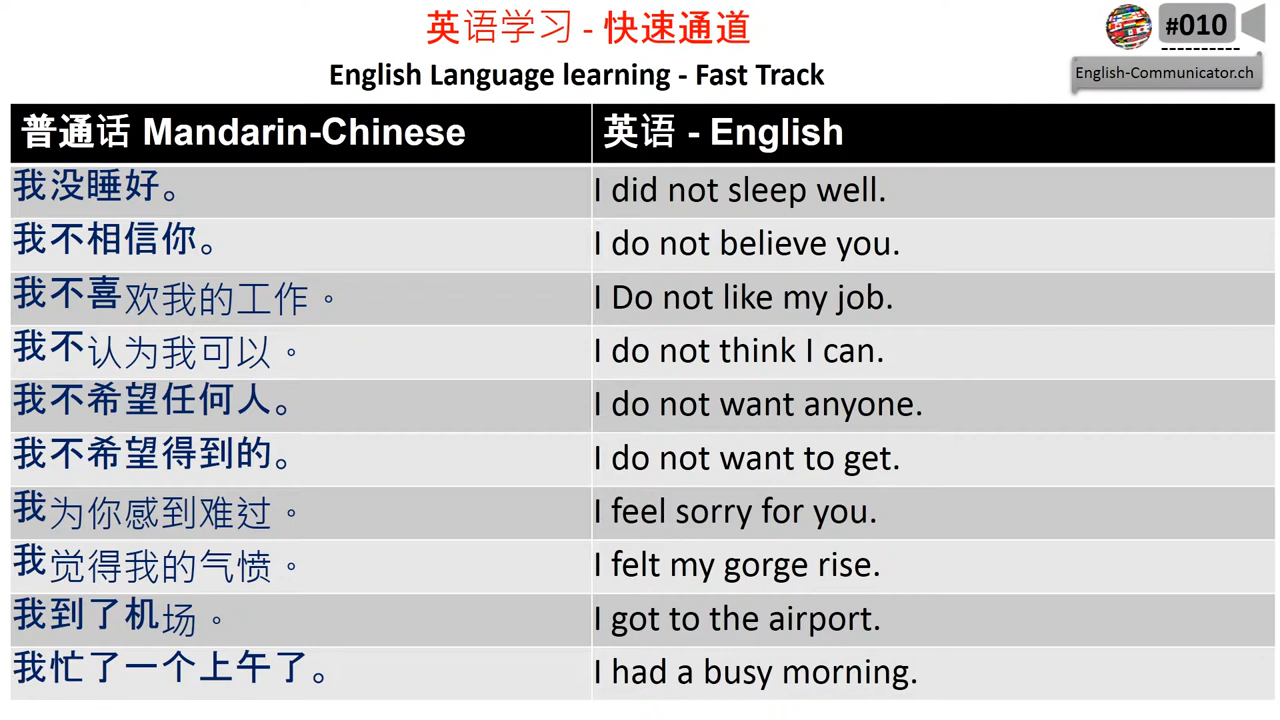 英语学习 - 快速通道
#010
English Language learning - Fast Track
English-Communicator.ch
普通话 Mandarin-Chinese 英语 - English
我没睡好。 I did not sleep well.
我不相信你。 I do not believe you.
我不喜欢我的工作。 I Do not like my job.
我不认为我可以。 I do not think I can.
我不希望任何人。 I do not want anyone.
我不希望得到的。 I do not want to get.
我为你感到难过。 I feel sorry for you.
我觉得我的气愤。 I felt my gorge rise.
我到了机场。 I got to the airport.
我忙了一个上午了。 I had a busy morning.